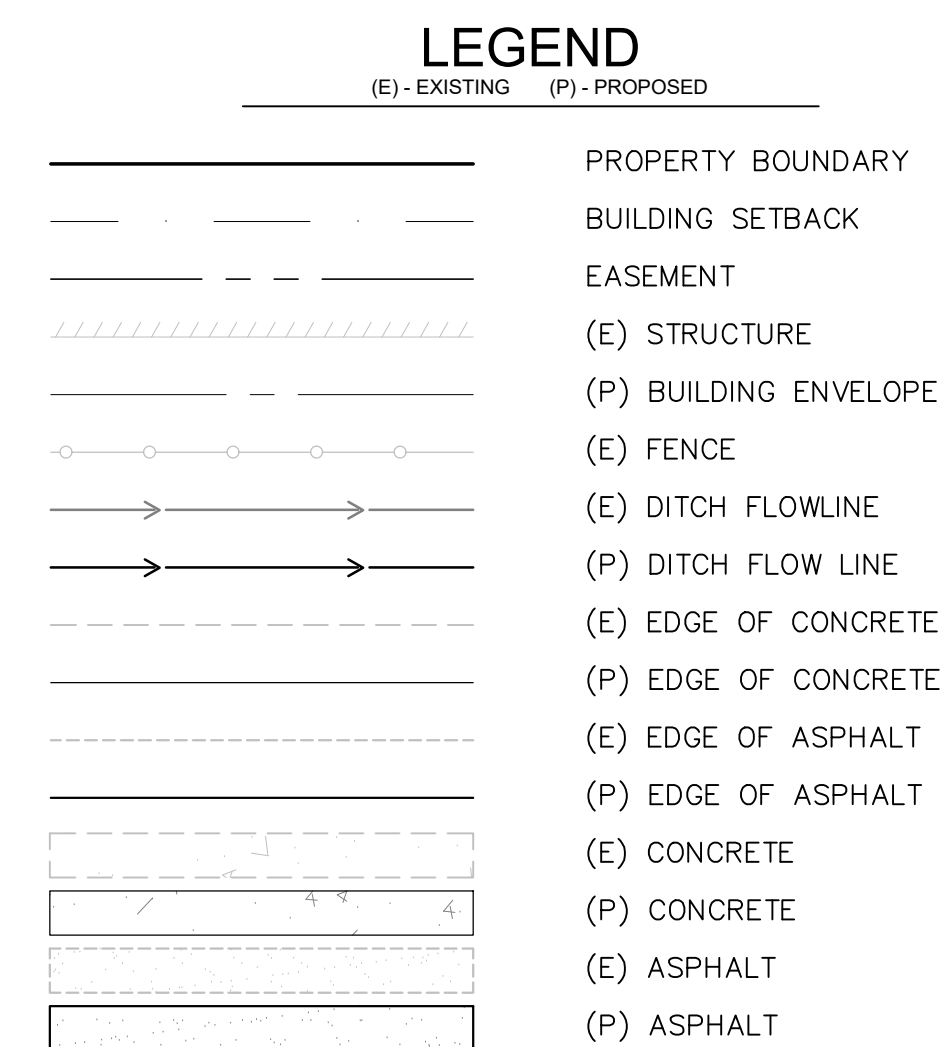 LEGEND
(E) - EXISTING (P) - PROPOSED
PROPERTY BOUNDARY
BUILDING SETBACK
EASEMENT
(E) STRUCTURE
(P) BUILDING ENVELOPE
(E) FENCE
(E) DITCH FLOWLINE
(P) DITCH FLOW LINE
(E) EDGE OF CONCRETE
(P) EDGE OF CONCRETE
(E) EDGE OF ASPHALT
(P) EDGE OF ASPHALT
(E) CONCRETE
(P) CONCRETE
(E) ASPHALT
(P) ASPHALT